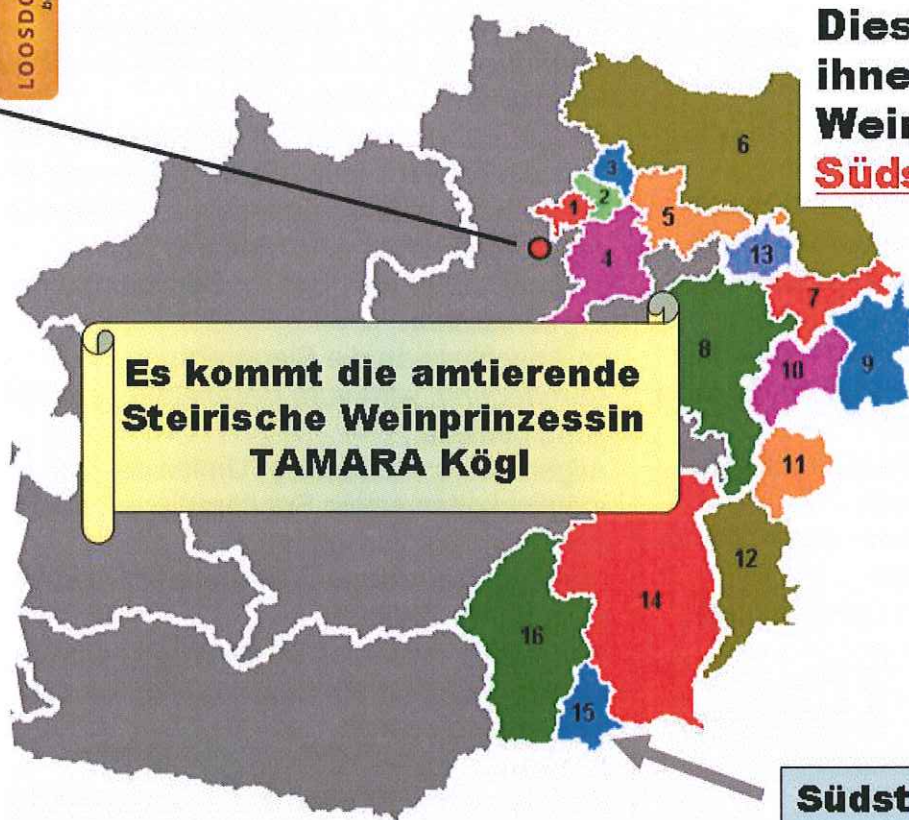 LOOSDO
Dies
ihne
Wein
Süds
6
3
2
1
5
4
13
7
8
10
9
Es kommt die amtierende
Steirische Weinprinzessin
TAMARA Kögl
11
12
14
16
15
Südst